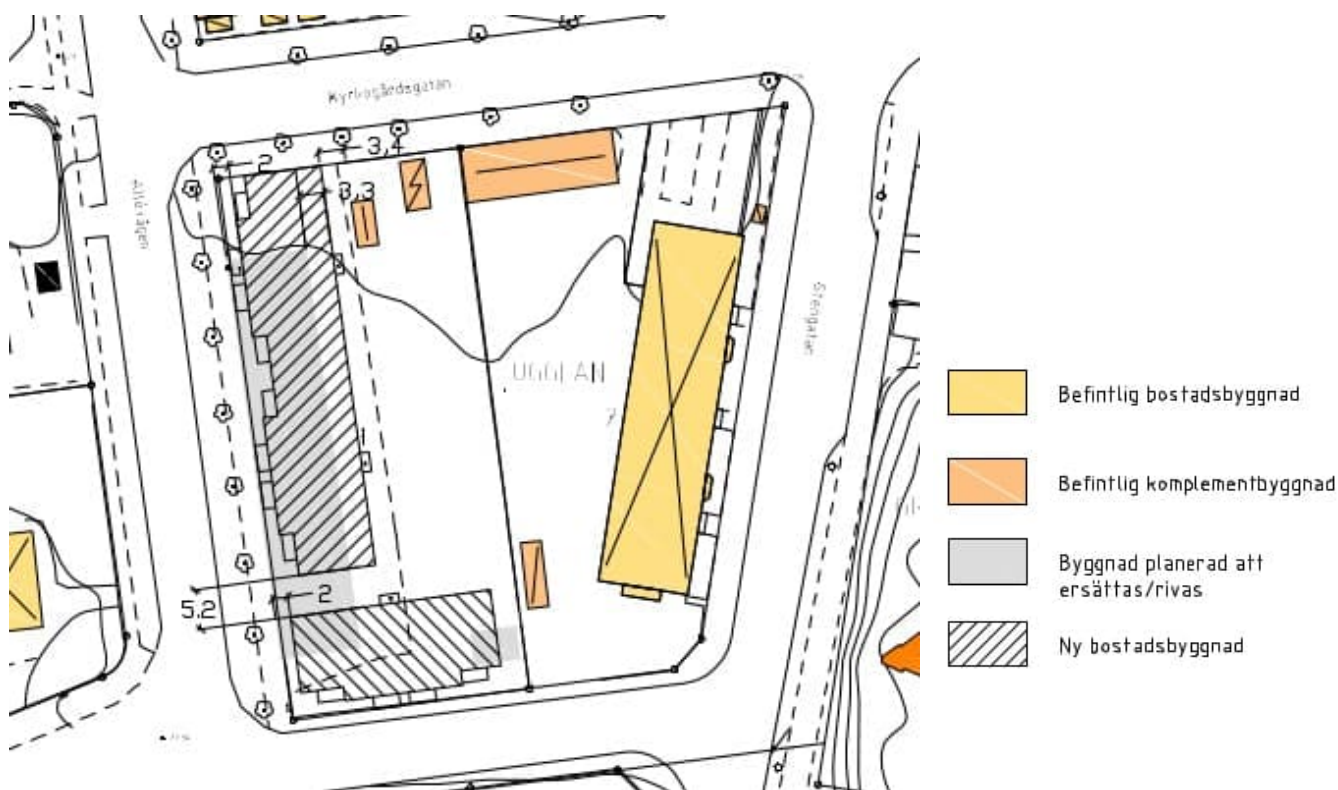 Kyrkogårdsgatan
3,4
2
3,3
Stengatan
UGGLAN
7
5,2
2
Befintlig bostadsbyggnad
Befintlig komplementbyggnad
Byggnad planerad att
ersättas/rivas
Ny bostadsbyggnad